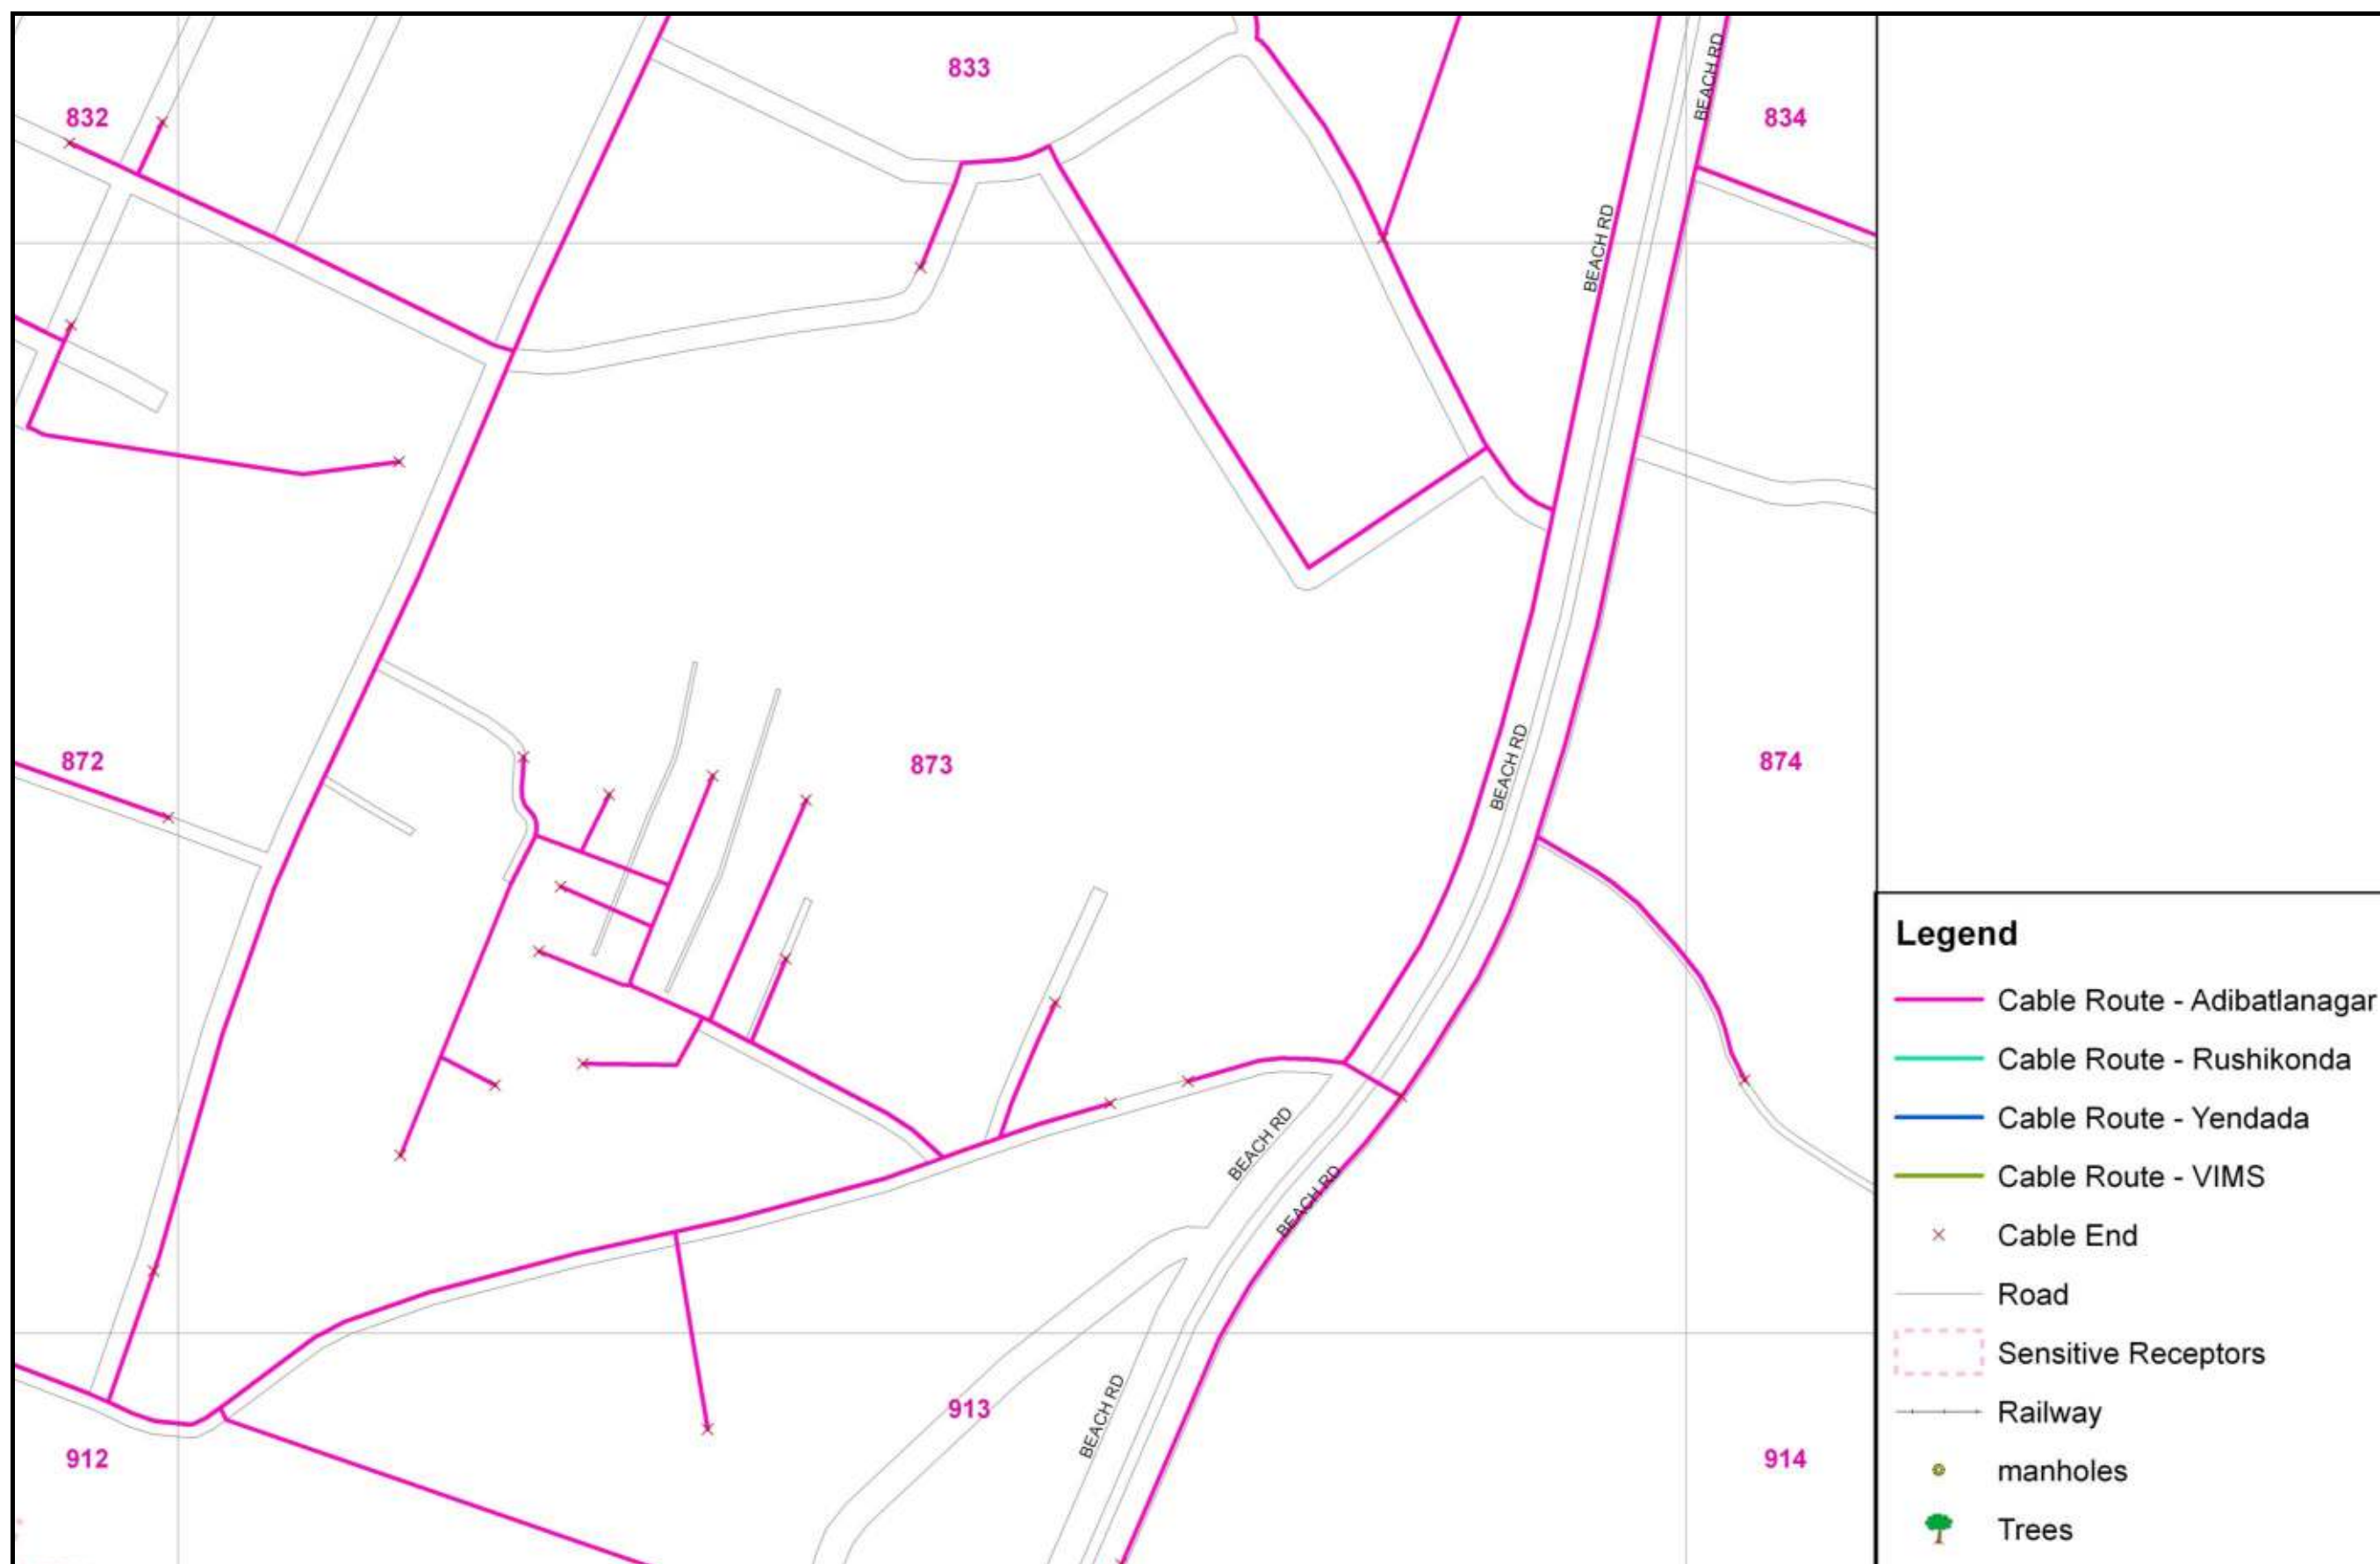 833
832
BEACH RD
834
BEACH RD
BEACH RD
872
873
874
BEACH RD
BEACH RD
913
BEACH RD
912
914
Legend
Cable Route - Adibatlanagar
Cable Route - Rushikonda
Cable Route - Yendada
Cable Route - VIMS
Cable End
Road
Sensitive Receptors
Railway
manholes
Trees